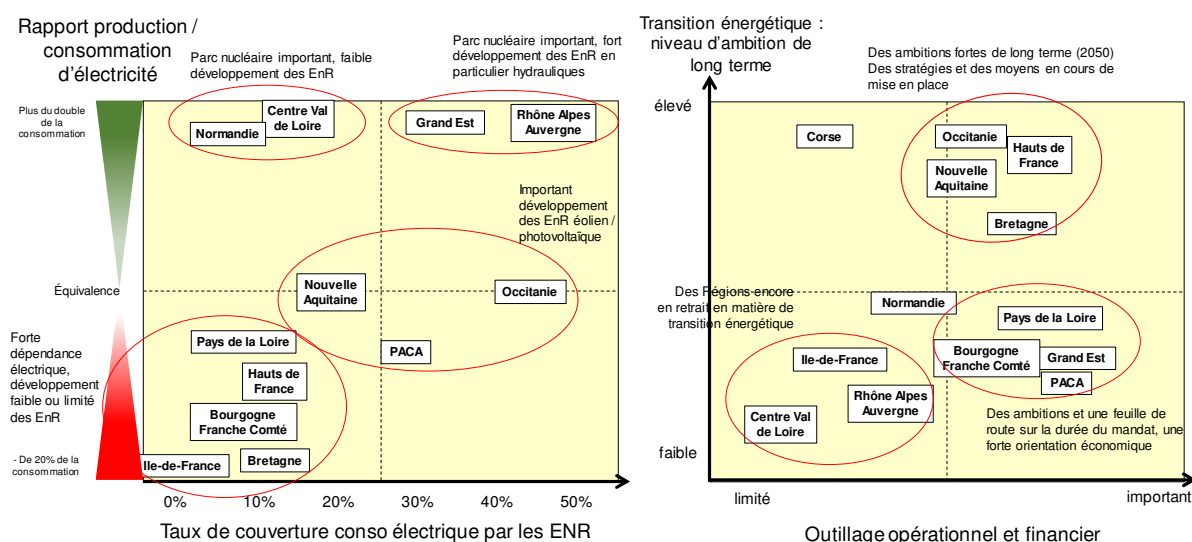 Rapport production /
consommation
d'électricité
Parc nucléaire important, faible
développement des EnR
Parc nucléaire important, fort
développement des EnR en
particulier hydrauliques
Plus du double
de la
consommation
Normandie
Centre Val
de Loire
Grand Est
Rhône Alpes
Auvergne
Important
développement
des EnR éolien /
photovoltaïque
Équivalence
Nouvelle
Aquitaine
Occitanie
Forte
dépendance
électrique,
développement
faible ou limité
des EnR
Pays de la Loire
PACA
Hauts de
France
Bourgogne
Franche Comté
- De 20% de la
consommation
Ile-de-France
Bretagne
0%
10%
20%
30%
40%
50%
Taux de couverture conso électrique par les ENR
Transition énergétique :
niveau d'ambition de
long terme
Des ambitions fortes de long terme (2050)
Des stratégies et des moyens en cours de
mise en place
élevé
Corse
Occitanie
Hauts de
France
Nouvelle
Aquitaine
Bretagne
Des Régions encore
en retrait en matière de
transition énergétique
Normandie
Pays de la Loire
Ile-de-France
Bourgogne
Franche Comté
Grand Est
PACA
Rhône Alpes
Auvergne
Centre Val
de Loire
Des ambitions et une feuille de
route sur la durée du mandat, une
forte orientation économique
faible
limité
important
Outillage opérationnel et financier